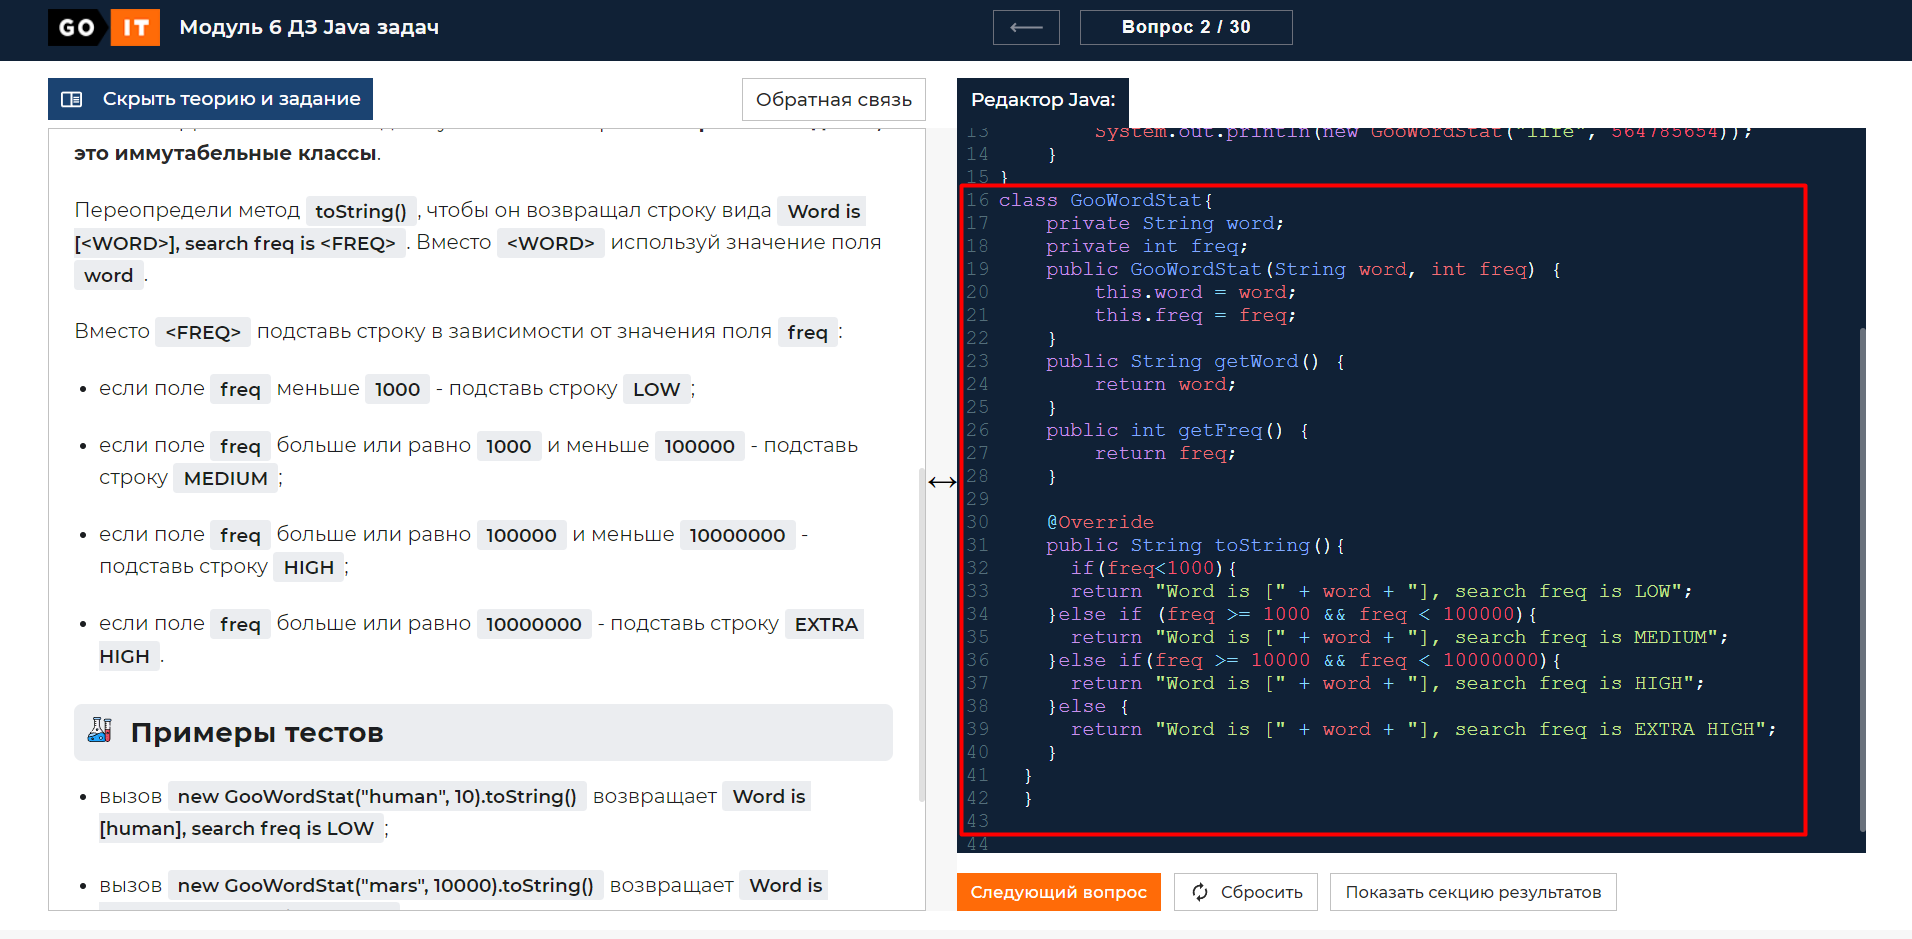 GO IT Модуль 6 ДЗ Java задач
Вопрос 2 / 30
Скрыть теорию и задание
Обратная связь
это иммутабельные классы.
Переопредели метод toString(), чтобы он возвращал строку вида Word is
[<WORD>], search freq is <FREQ>. Вместо <WORD> используй значение поля
word.
Вместо <FREQ> подставь строку в зависимости от значения поля freq:
• если поле freq меньше 1000 - подставь строку LOW;
• если поле freq больше или равно 1000 и меньше 100000 - подставь
строку MEDIUM;
• если поле freq больше или равно 100000 и меньше 10000000 -
подставь строку HIGH;
• если поле freq больше или равно 10000000 - подставь строку EXTRA
HIGH.
Примеры тестов
• вызов new GooWordStat("human", 10).toString() возвращает Word is
[human], search freq is LOW;
• вызов new GooWordStat("mars", 10000).toString() возвращает Word is
Редактор Java:
13 System.out.println(new GooWordStat("life", 564785654));
14 }
15 }
16 class GooWordStat{
17 private String word;
18 private int freq;
19 public GooWordStat(String word, int freq) {
20 this.word = word;
21 this.freq = freq;
22 }
23 public String getWord() {
24 return word;
25 }
26 public int getFreq() {
27 return freq;
28 }
29
30 @Override
31 public String toString(){
32 if(freq<1000){
33 return "Word is [" + word + "], search freq is LOW";
34 }else if (freq >= 1000 && freq < 100000){
35 return "Word is [" + word + "], search freq is MEDIUM";
36 }else if(freq >= 10000 && freq < 10000000){
37 return "Word is [" + word + "], search freq is HIGH";
38 }else {
39 return "Word is [" + word + "], search freq is EXTRA HIGH";
40 }
41 }
42 }
43
44
Следующий вопрос
Сбросить
Показать секцию результатов